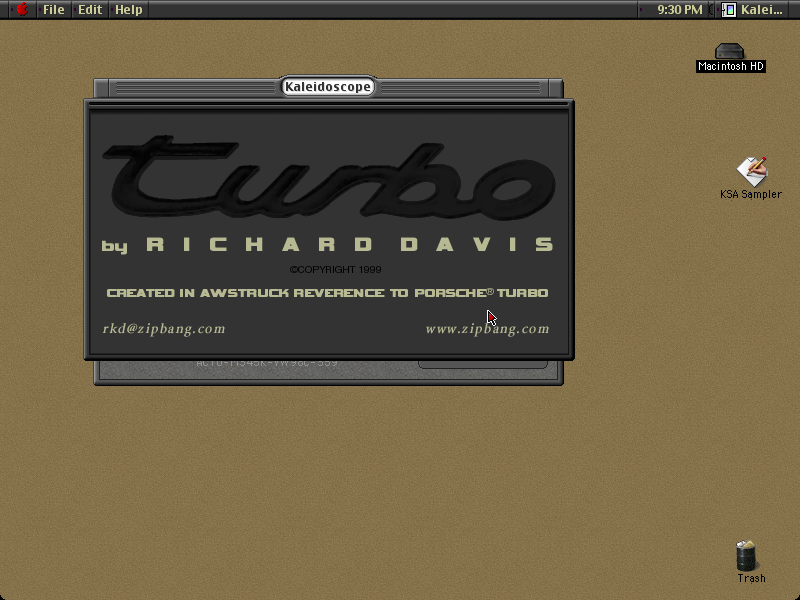 File Edit Help 9:30 PM Kalei...
Macintosh HD
Kaleidoscope
turbo
KSA Sampler
by RICHARD DAVIS
©COPYRIGHT 1999
CREATED IN AWSTRUCK REVERENCE TO PORSCHE® TURBO
rkd@zipbang.com www.zipbang.com
Trash